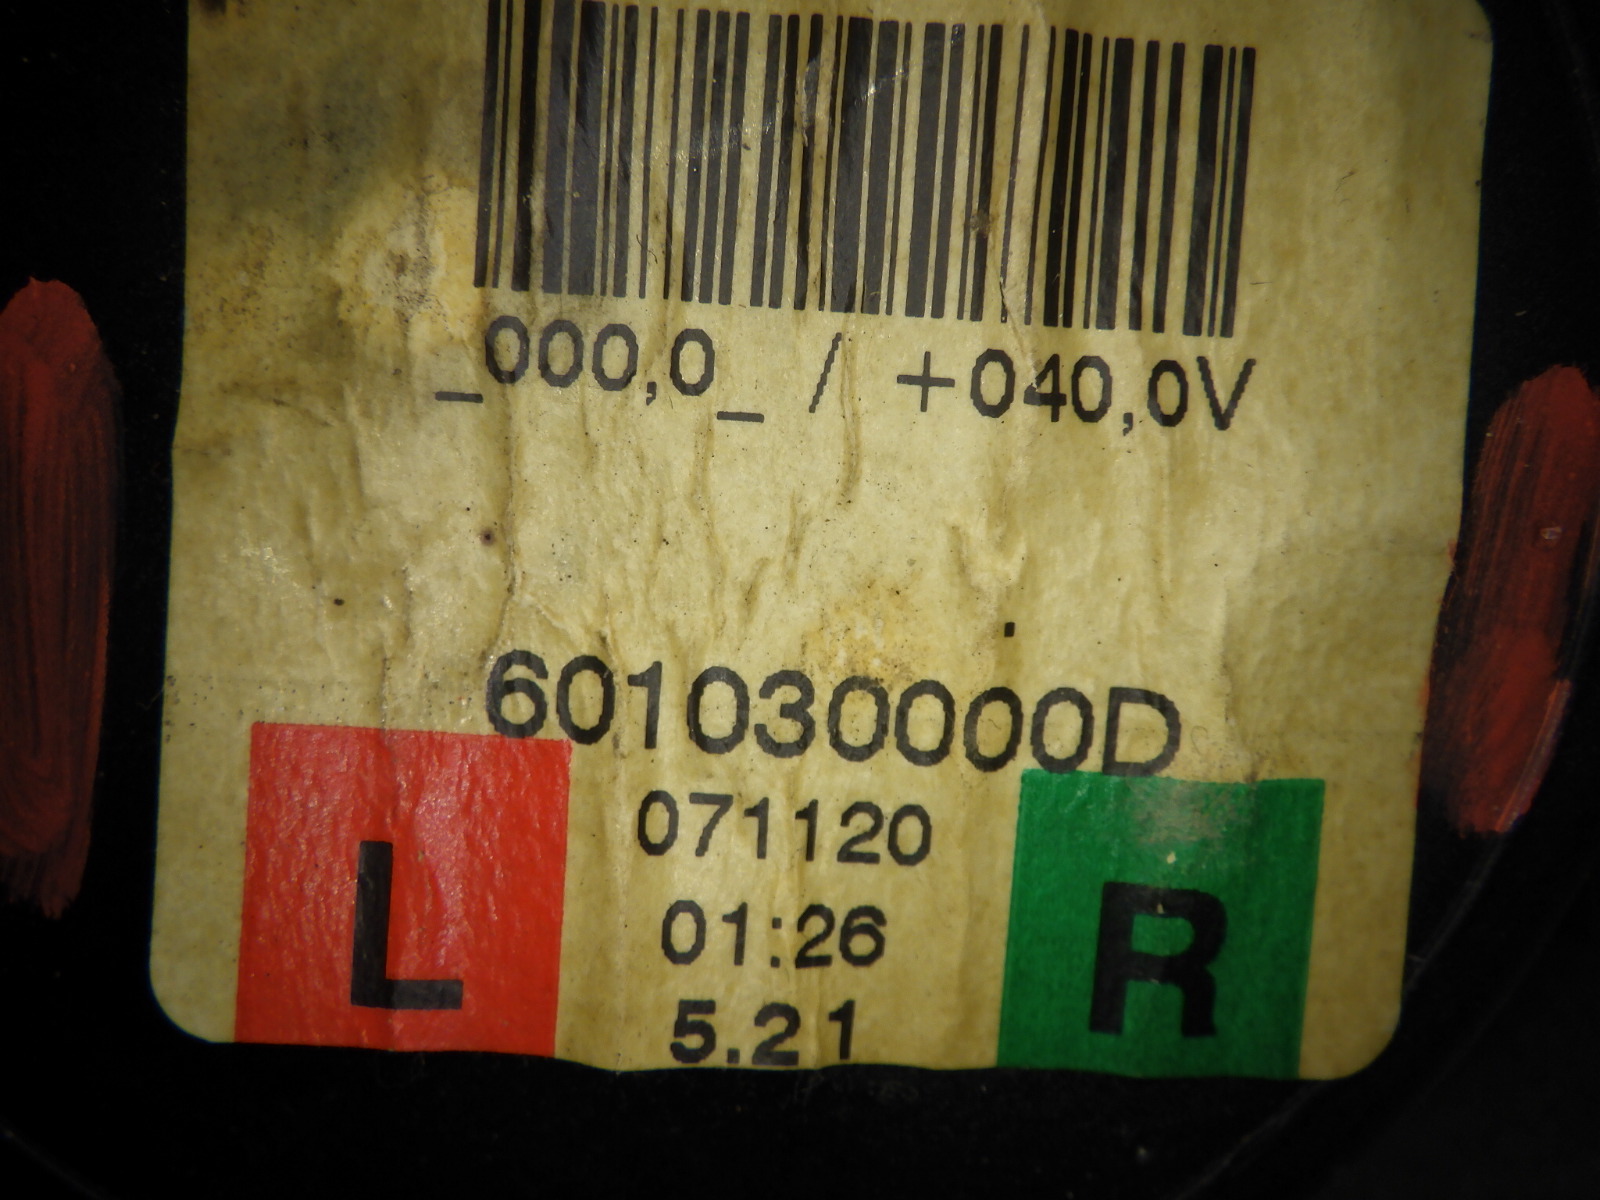 _000,0_ / +040,0V
601030000D
071120
01:26
5.21
L
R